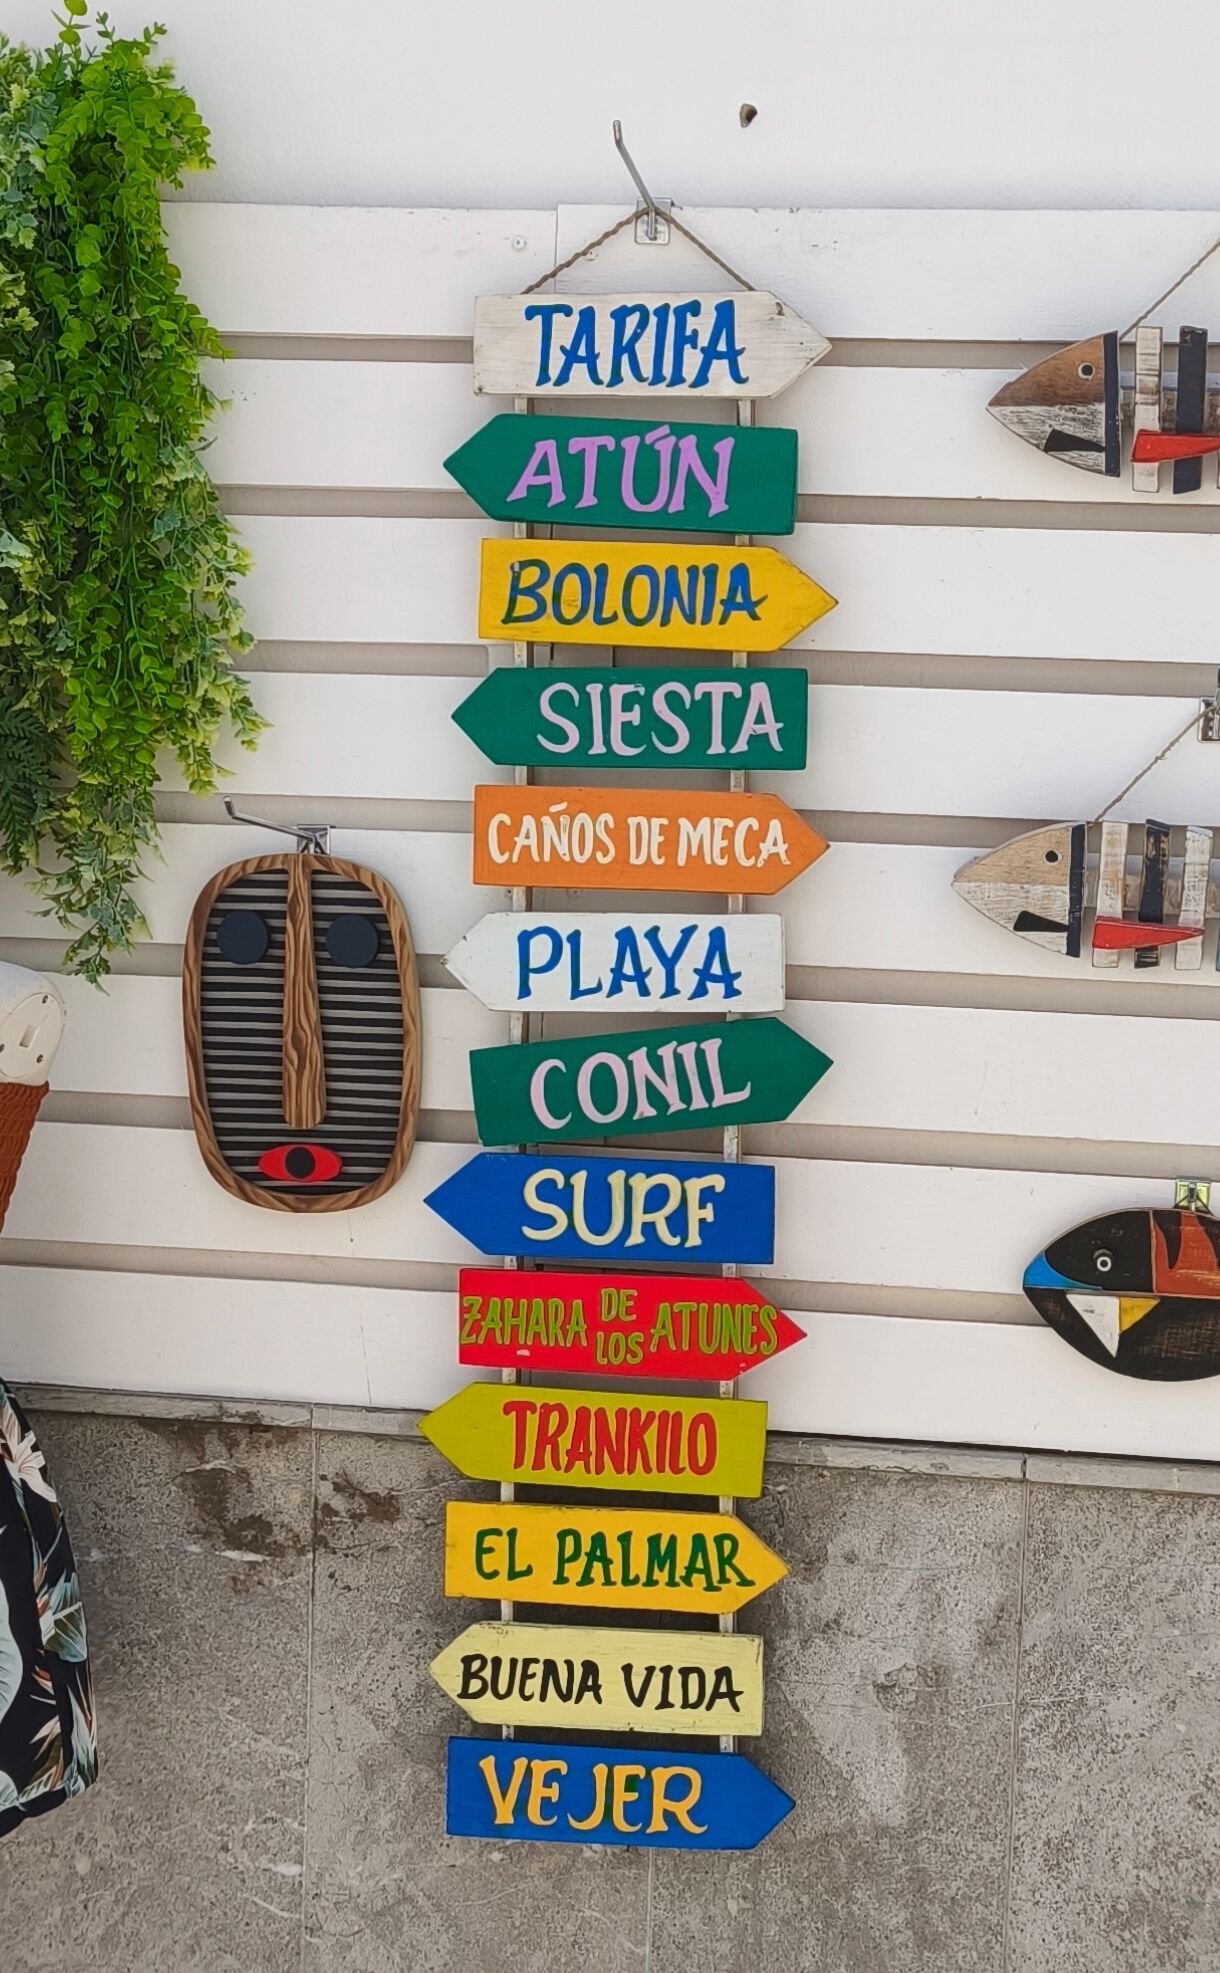 TARIFA
ATÚN
BOLONIA
SIESTA
CAÑOS DE MECA
PLAYA
CONIL
SURF
ZAHARA DE LOS ATUNES
TRANKILO
EL PALMAR
BUENA VIDA
VEJER